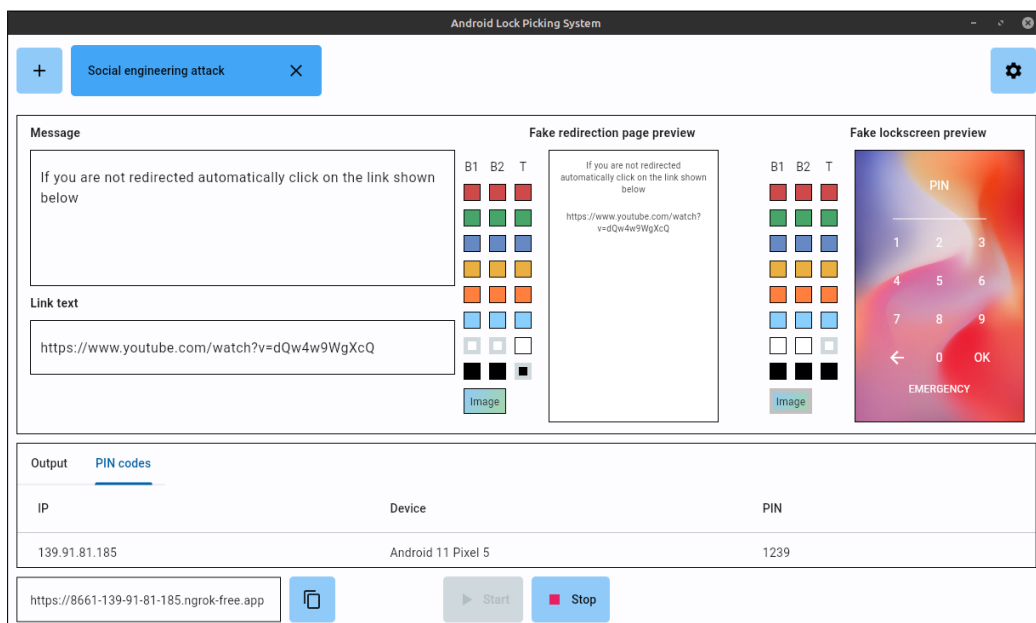 Android Lock Picking System
+
Social engineering attack
Message
Fake redirection page preview
Fake lockscreen preview
If you are not redirected automatically click on the link shown
below
Link text
https://www.youtube.com/watch?v=dQw4w9WgXcQ
B1 B2 T
Image
If you are not redirected
automatically click on the link shown
below
https://www.youtube.com/watch?
v=dQw4w9WgXcQ
B1 B2 T
Image
PIN
1 2 3
4 5 6
7 8 9
0 OK
EMERGENCY
Output PIN codes
IP Device PIN
139.91.81.185 Android 11 Pixel 5 1239
https://8661-139-91-81-185.ngrok-free.app
Start
Stop